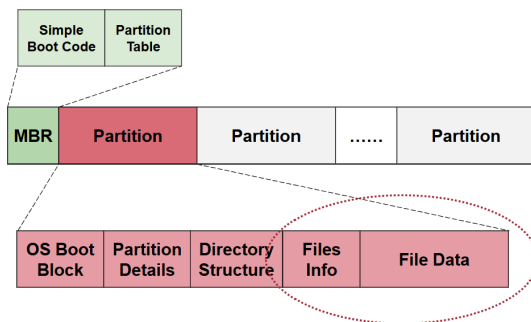 Simple Partition
Boot Code Table
MBR Partition Partition ...... Partition
OS Boot Partition Directory Files File Data
Block Details Structure Info